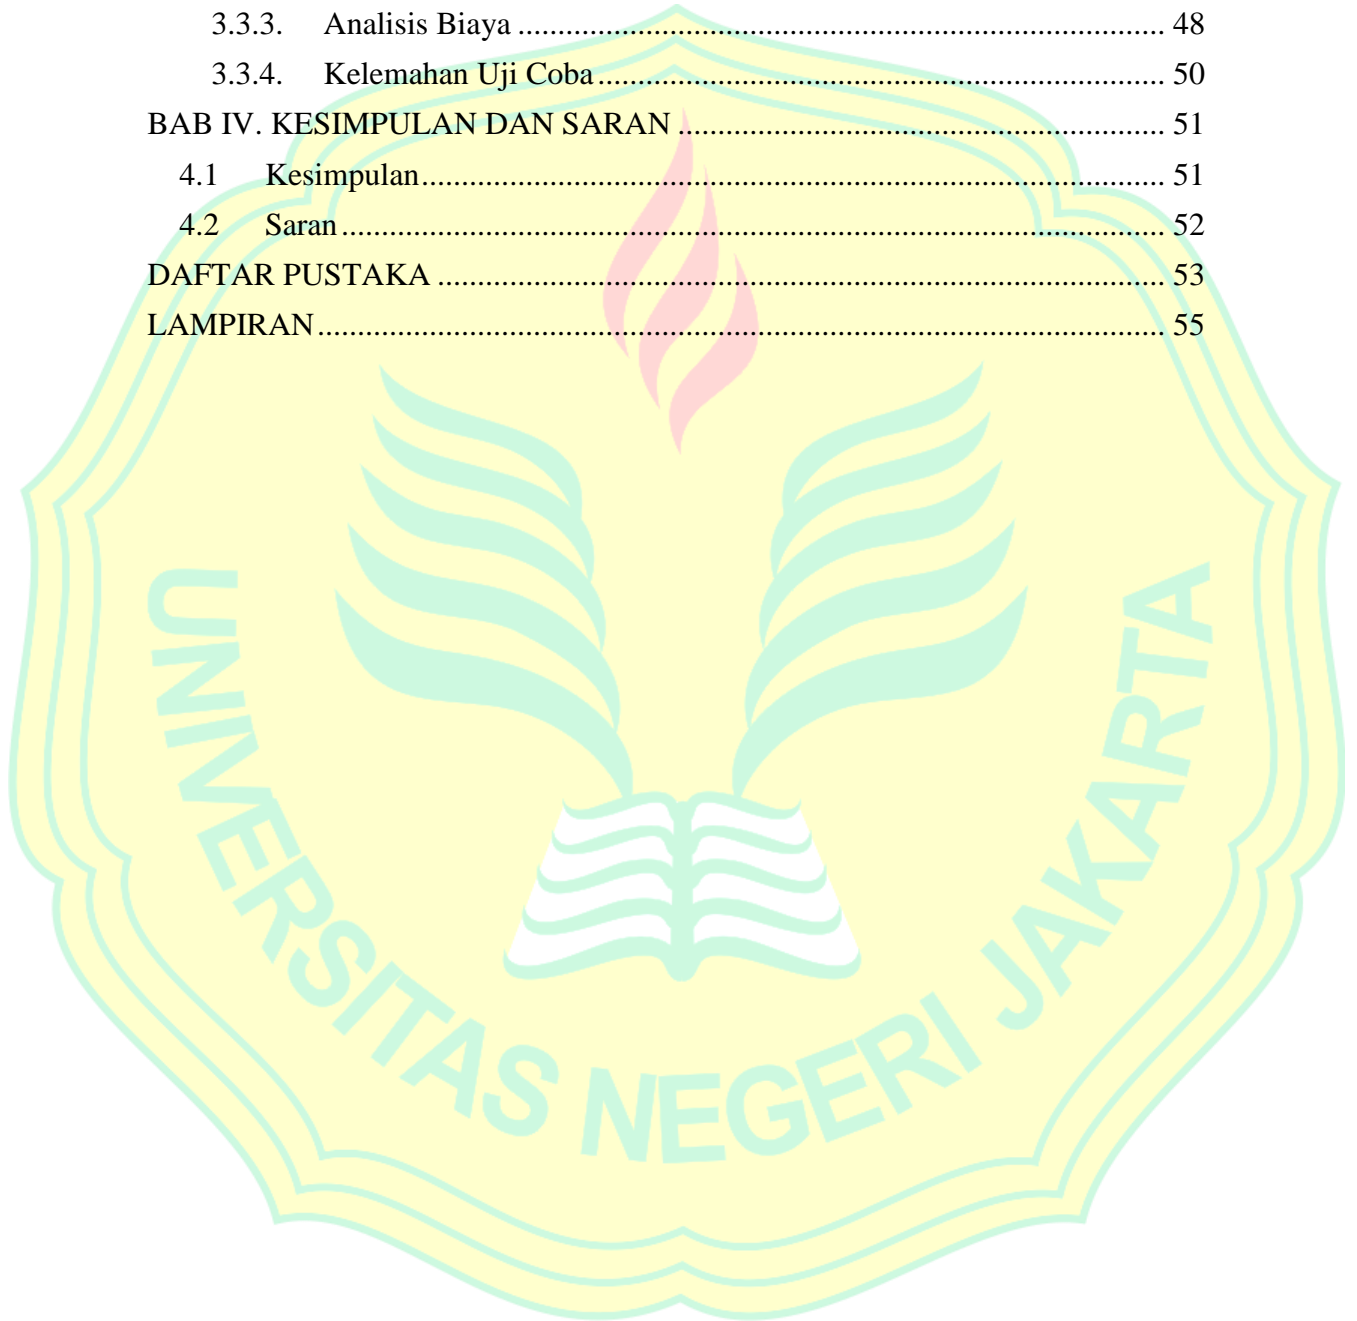 3.3.3. Analisis Biaya ........................................................................ 48
3.3.4. Kelemahan Uji Coba ............................................................... 50
BAB IV. KESIMPULAN DAN SARAN ...................................................... 51
4.1 Kesimpulan................................................................................... 51
4.2 Saran ............................................................................................ 52
DAFTAR PUSTAKA ................................................................................. 53
LAMPIRAN ............................................................................................... 55
UNIVERSITAS NEGERI JAKARTA